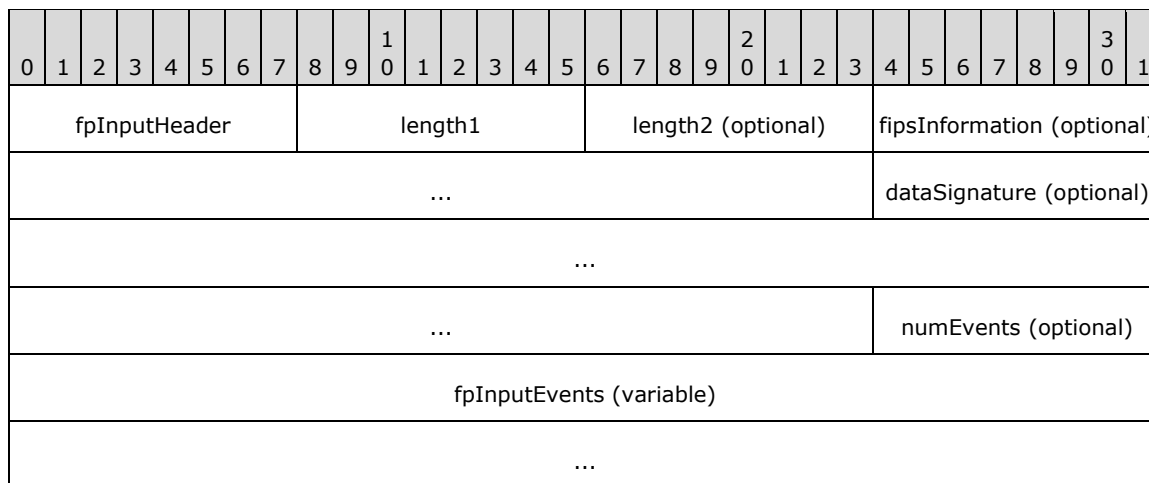 0 1 2 3 4 5 6 7 8 9 1 0 1 2 3 4 5 6 7 8 9 2 0 1 2 3 4 5 6 7 8 9 3 0 1
fpInputHeader length1 length2 (optional) fipsInformation (optional)
... dataSignature (optional)
...
... numEvents (optional)
fpInputEvents (variable)
...